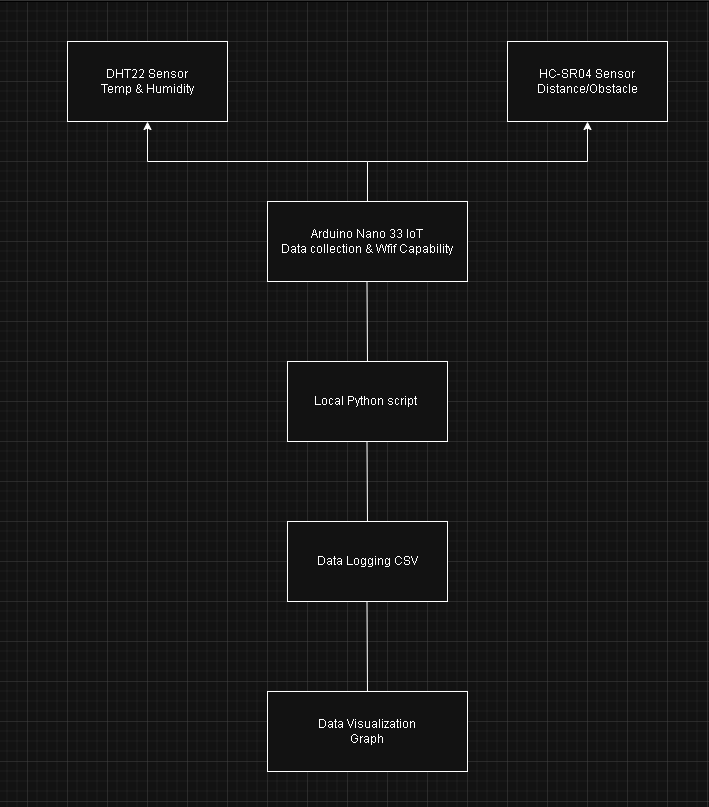 DHT22 Sensor
Temp & Humidity
HC-SR04 Sensor
Distance/Obstacle
Arduino Nano 33 IoT
Data collection & Wfif Capability
Local Python script
Data Logging CSV
Data Visualization
Graph